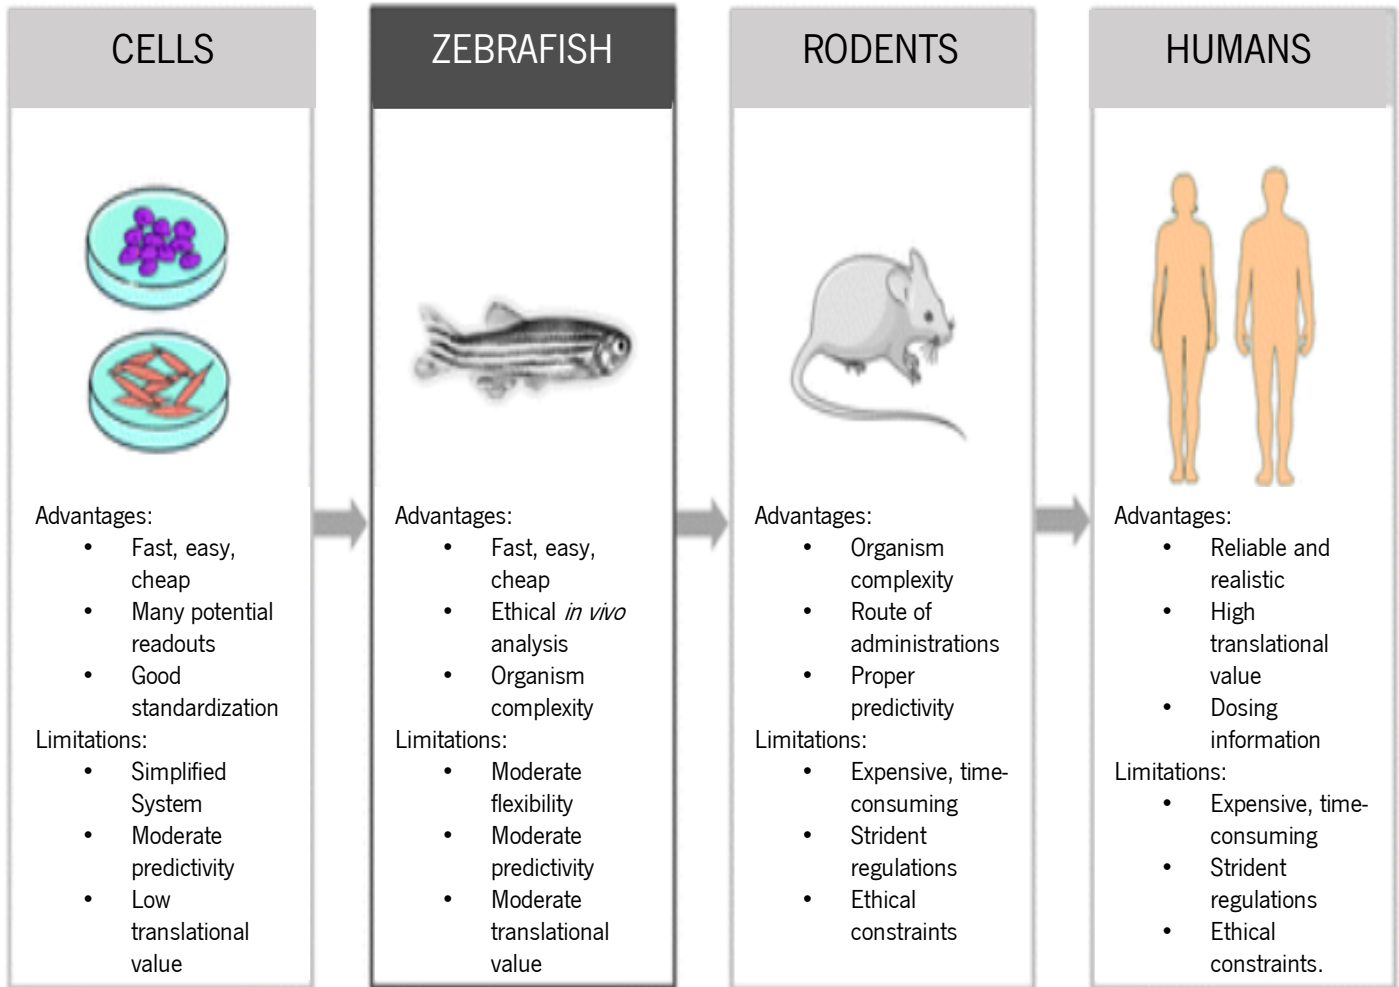 CELLS
Advantages:
• Fast, easy,
cheap
• Many potential
readouts
• Good
standardization
Limitations:
• Simplified
System
• Moderate
predictivity
• Low
translational
value
ZEBRAFISH
Advantages:
• Fast, easy,
cheap
• Ethical in vivo
analysis
• Organism
complexity
Limitations:
• Moderate
flexibility
• Moderate
predictivity
• Moderate
translational
value
RODENTS
Advantages:
• Organism
complexity
• Route of
administrations
• Proper
predictivity
Limitations:
• Expensive, time-
consuming
• Strident
regulations
• Ethical
constraints
HUMANS
Advantages:
• Reliable and
realistic
• High
translational
value
• Dosing
information
Limitations:
• Expensive, time-
consuming
• Strident
regulations
• Ethical
constraints.